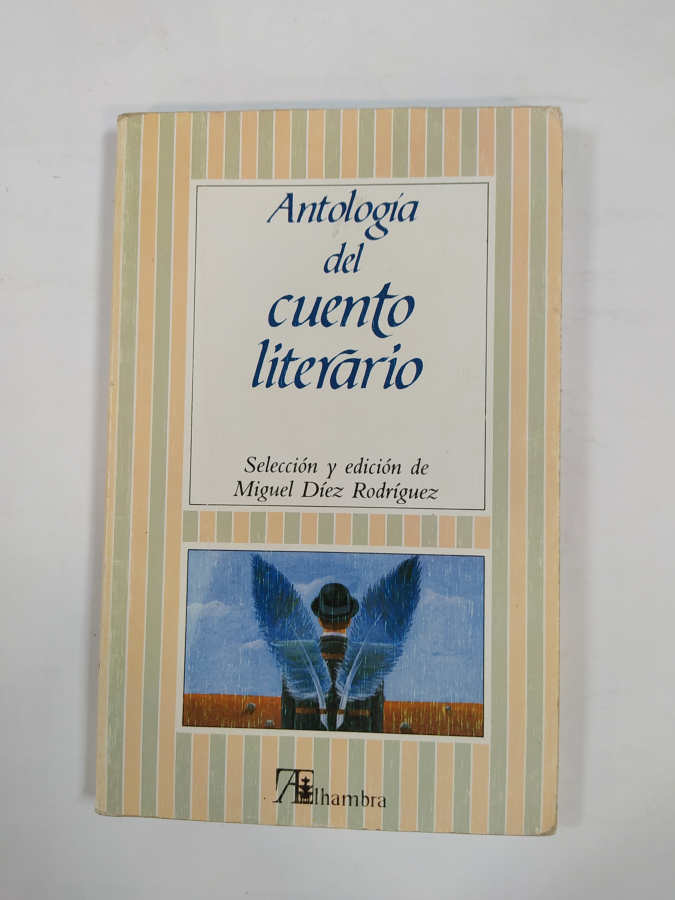 Antología
del
cuento
literario
Selección y edición de
Miguel Díez Rodríguez
Alhambra